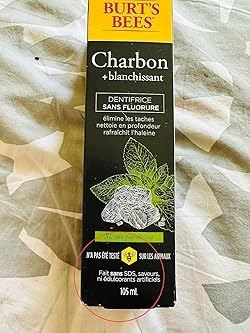 BURT'S
BEES®
Charbon
+blanchissant
DENTIFRICE
SANS FLUORURE
élimine les taches
nettoie en profondeur
rafraîchit l'haleine
N'A PAS ÉTÉ TESTÉ SUR LES ANIMAUX
Fait sans SDS, saveurs,
ni édulcorants artificiels
105 ml